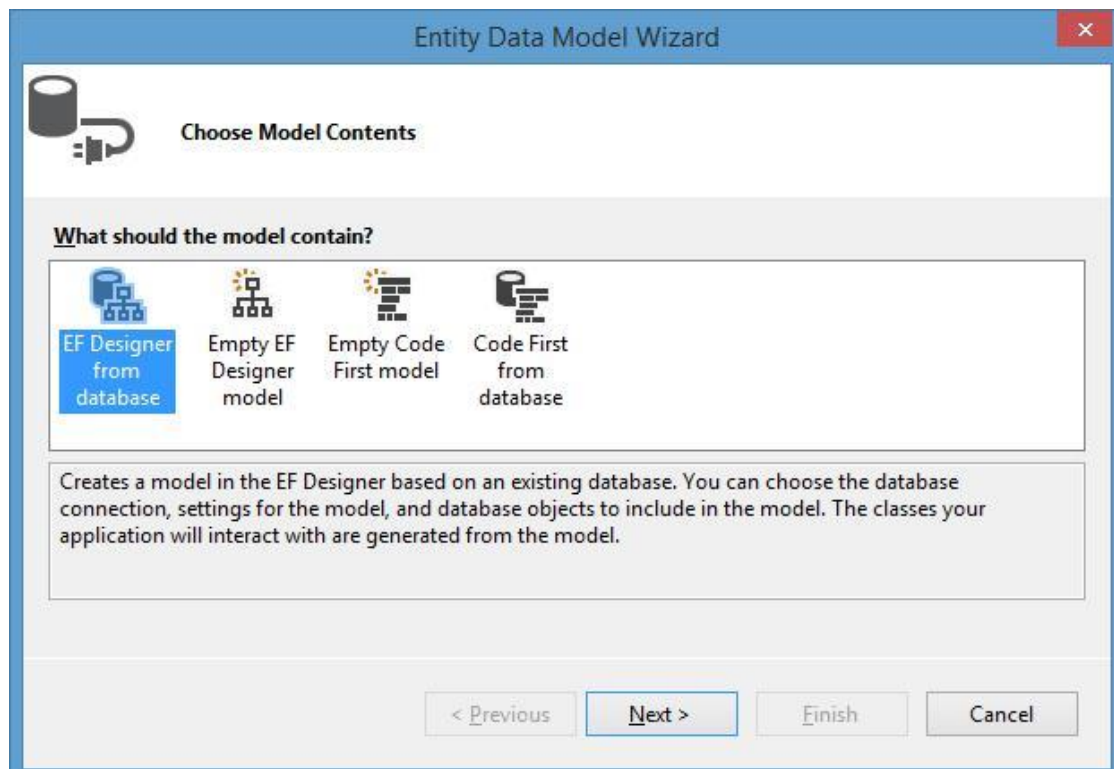 Entity Data Model Wizard
Choose Model Contents
What should the model contain?
EF Designer
from
database
Empty EF
Designer
model
Empty Code
First model
Code First
from
database
Creates a model in the EF Designer based on an existing database. You can choose the database
connection, settings for the model, and database objects to include in the model. The classes your
application will interact with are generated from the model.
< Previous
Next >
Finish
Cancel